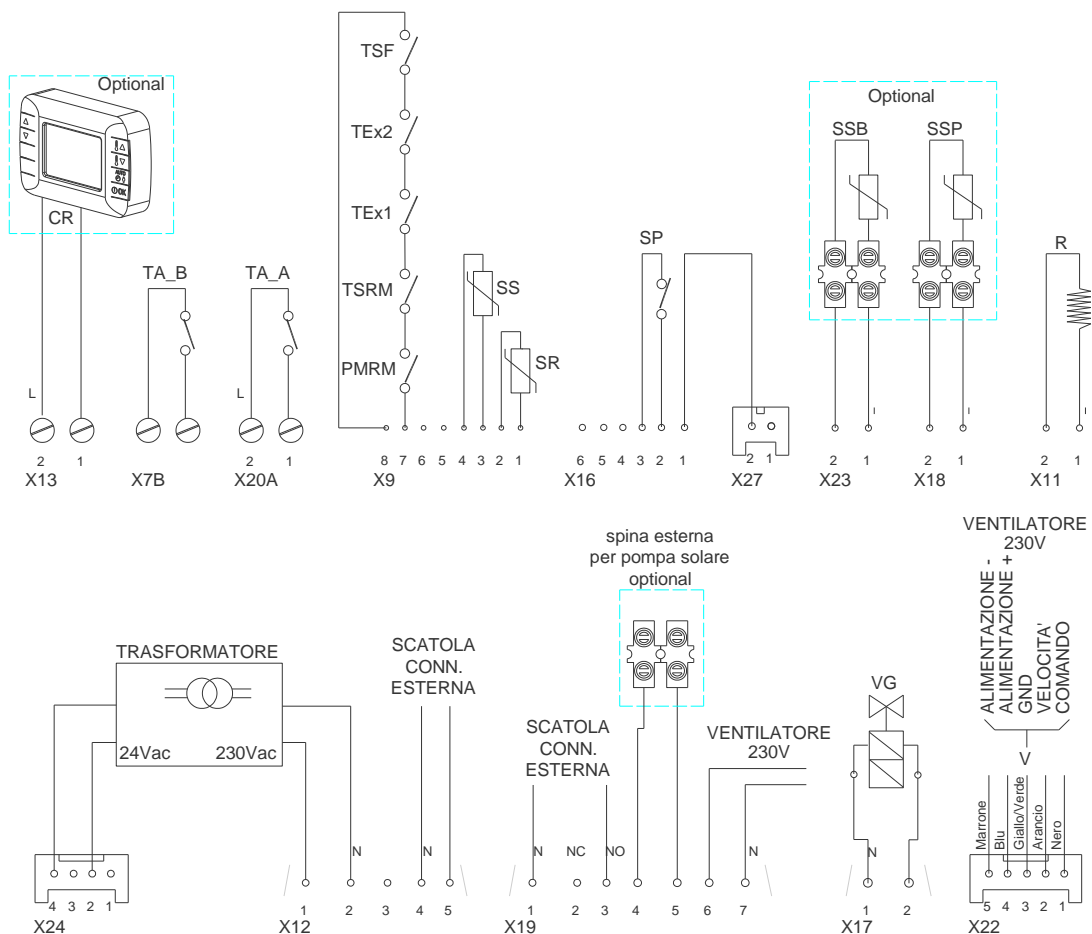 Optional
AUTO
OK
CR
TA_B
TA_A
L
L
2 1
X13
X7B
2 1
X20A
TSF
TEx2
TEx1
TSRM
PMRM
SS
SR
8 7 6 5 4 3 2 1
X9
SP
6 5 4 3 2 1
X16
2 1
X27
Optional
SSB
SSP
2 1
X23
2 1
X18
R
2 1
X11
TRASFORMATORE
24Vac
230Vac
4 3 2 1
X24
SCATOLA
CONN.
ESTERNA
N
N
1 2 3 4 5
X12
spina esterna
per pompa solare
optional
SCATOLA
CONN.
ESTERNA
VENTILATORE
230V
N
NC
NO
N
1 2 3 4 5 6 7
X19
VG
N
1 2
X17
VENTILATORE
230V
ALIMENTAZIONE -
ALIMENTAZIONE +
GND
VELOCITA'
COMANDO
V
Marrone
Blu
Giallo/Verde
Arancio
Nero
5 4 3 2 1
X22